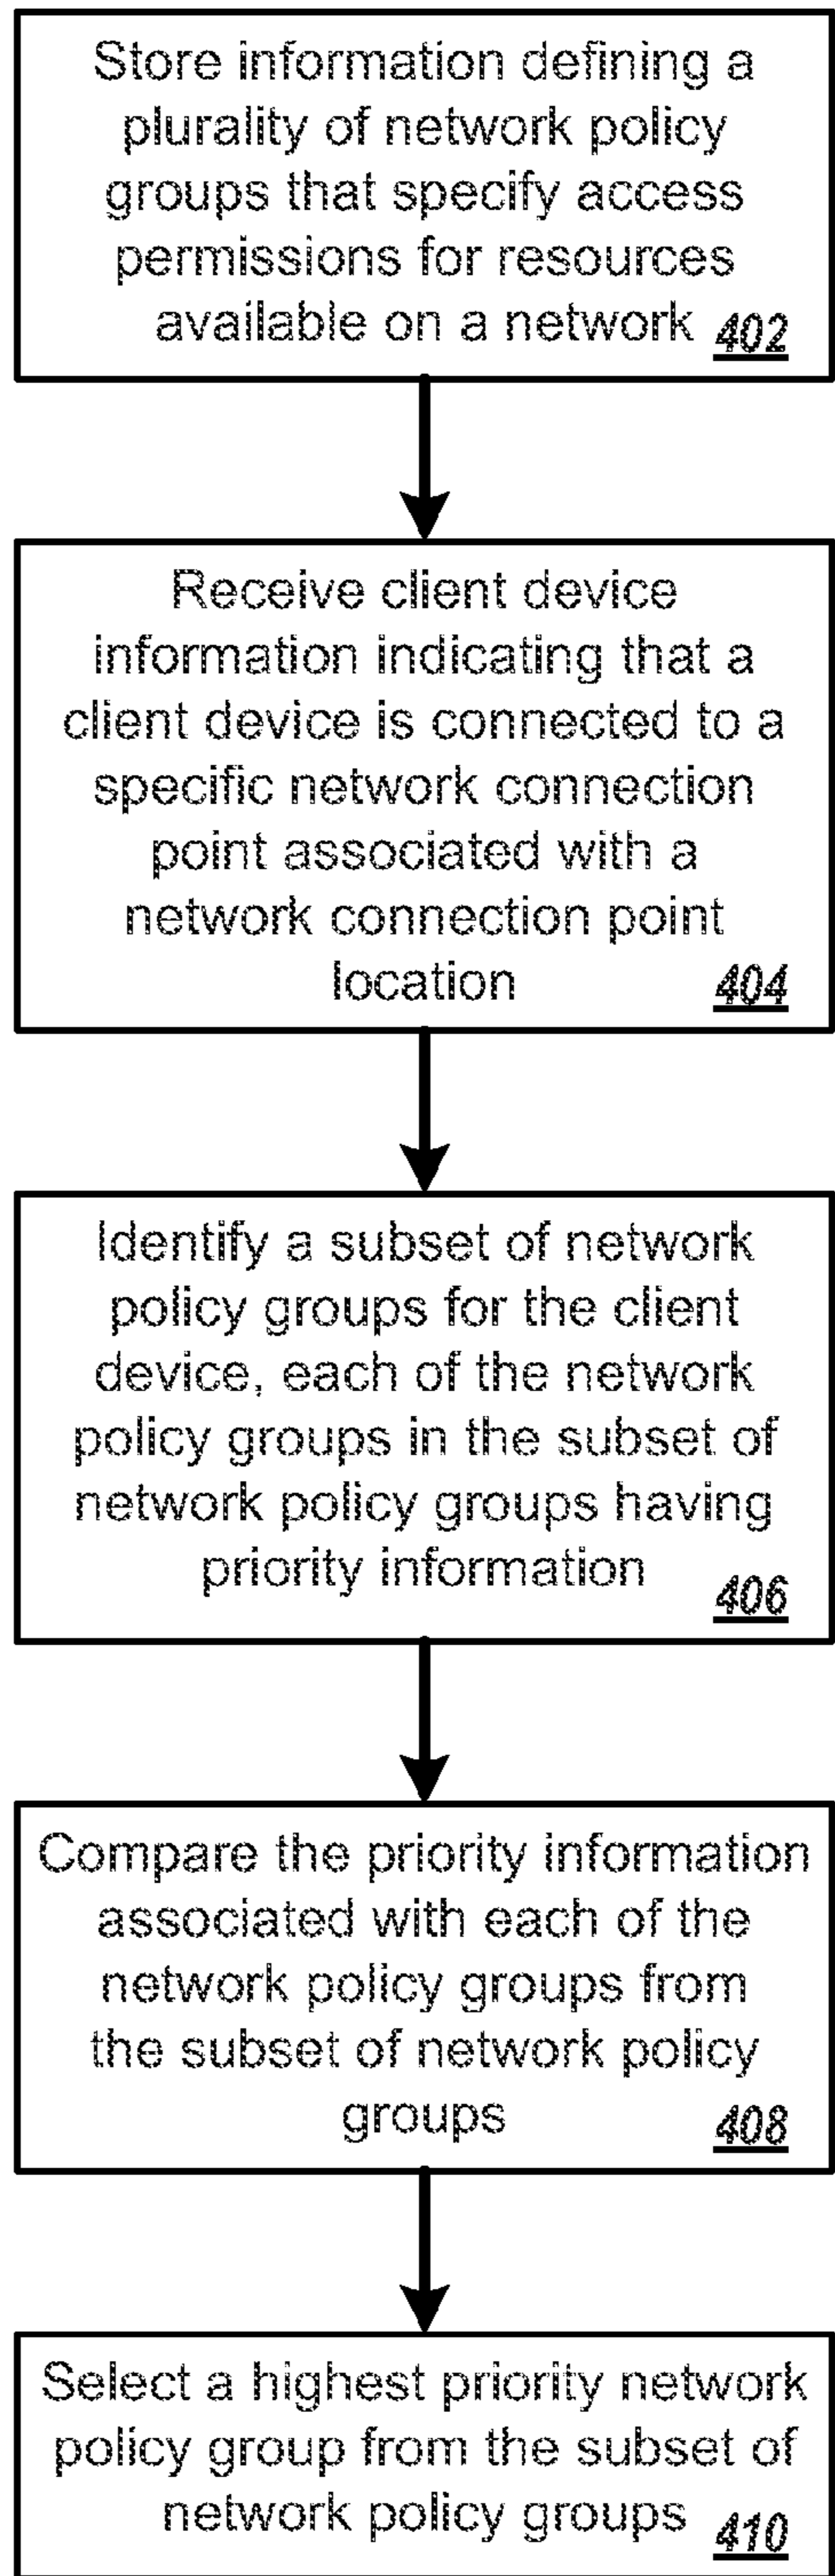 Store information defining a
plurality of network policy
groups that specify access
permissions for resources
available on a network 402
Receive client device
information indicating that a
client device is connected to a
specific network connection
point associated with a
network connection point
location 404
Identify a subset of network
policy groups for the client
device, each of the network
policy groups in the subset of
network policy groups having
priority information 406
Compare the priority information
associated with each of the
network policy groups from
the subset of network policy
groups 408
Select a highest priority network
policy group from the subset of
network policy groups 410